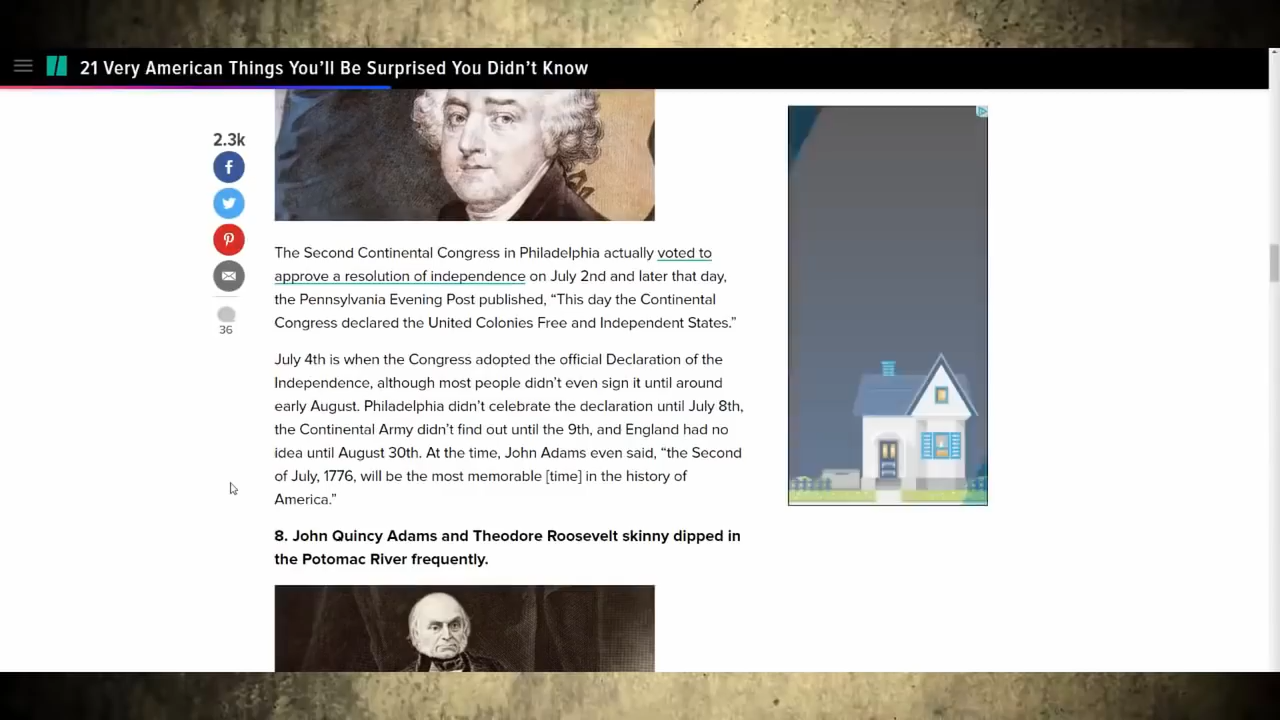 21 Very American Things You'll Be Surprised You Didn't Know
2.3k
36
The Second Continental Congress in Philadelphia actually voted to
approve a resolution of independence on July 2nd and later that day,
the Pennsylvania Evening Post published, “This day the Continental
Congress declared the United Colonies Free and Independent States.”
July 4th is when the Congress adopted the official Declaration of the
Independence, although most people didn’t even sign it until around
early August. Philadelphia didn’t celebrate the declaration until July 8th,
the Continental Army didn’t find out until the 9th, and England had no
idea until August 30th. At the time, John Adams even said, “the Second
of July, 1776, will be the most memorable [time] in the history of
America.”
8. John Quincy Adams and Theodore Roosevelt skinny dipped in
the Potomac River frequently.